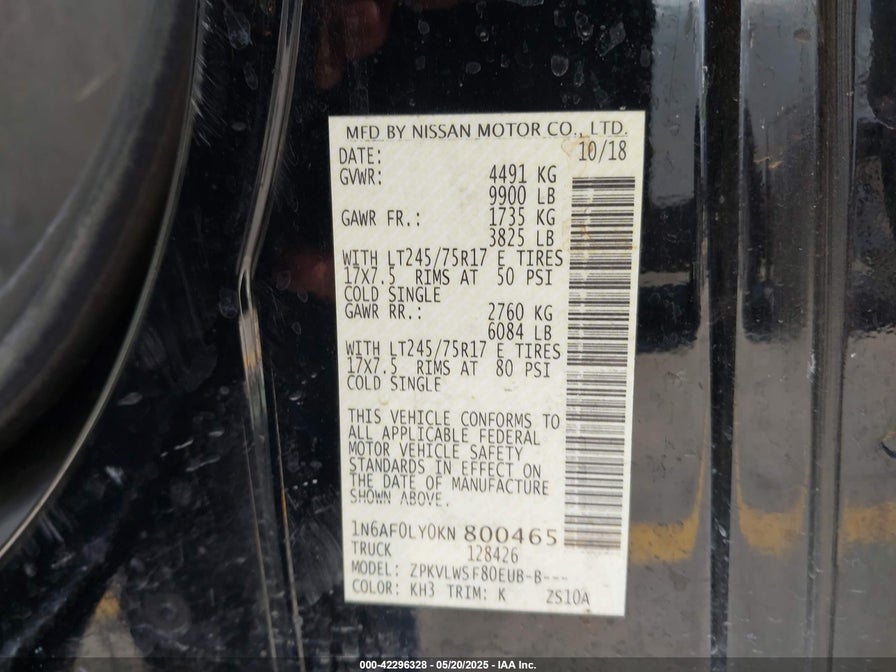 MFD BY NISSAN MOTOR CO., LTD.
DATE: 10/18
GVWR: 4491 KG
9900 LB
GAWR FR.: 1735 KG
3825 LB
WITH LT245/75R17 E TIRES
17X7.5 RIMS AT 50 PSI
COLD SINGLE
GAWR RR.: 2760 KG
6084 LB
WITH LT245/75R17 E TIRES
17X7.5 RIMS AT 80 PSI
COLD SINGLE
THIS VEHICLE CONFORMS TO
ALL APPLICABLE FEDERAL
MOTOR VEHICLE SAFETY
STANDARDS IN EFFECT ON
THE DATE OF MANUFACTURE
SHOWN ABOVE.
1N6AF0LY0KN800465
TRUCK 128426
MODEL: ZPKVLWSF80EUB-B---
COLOR: KH3 TRIM: K ZS10A
000-42296328 - 05/20/2025 - IAA Inc.